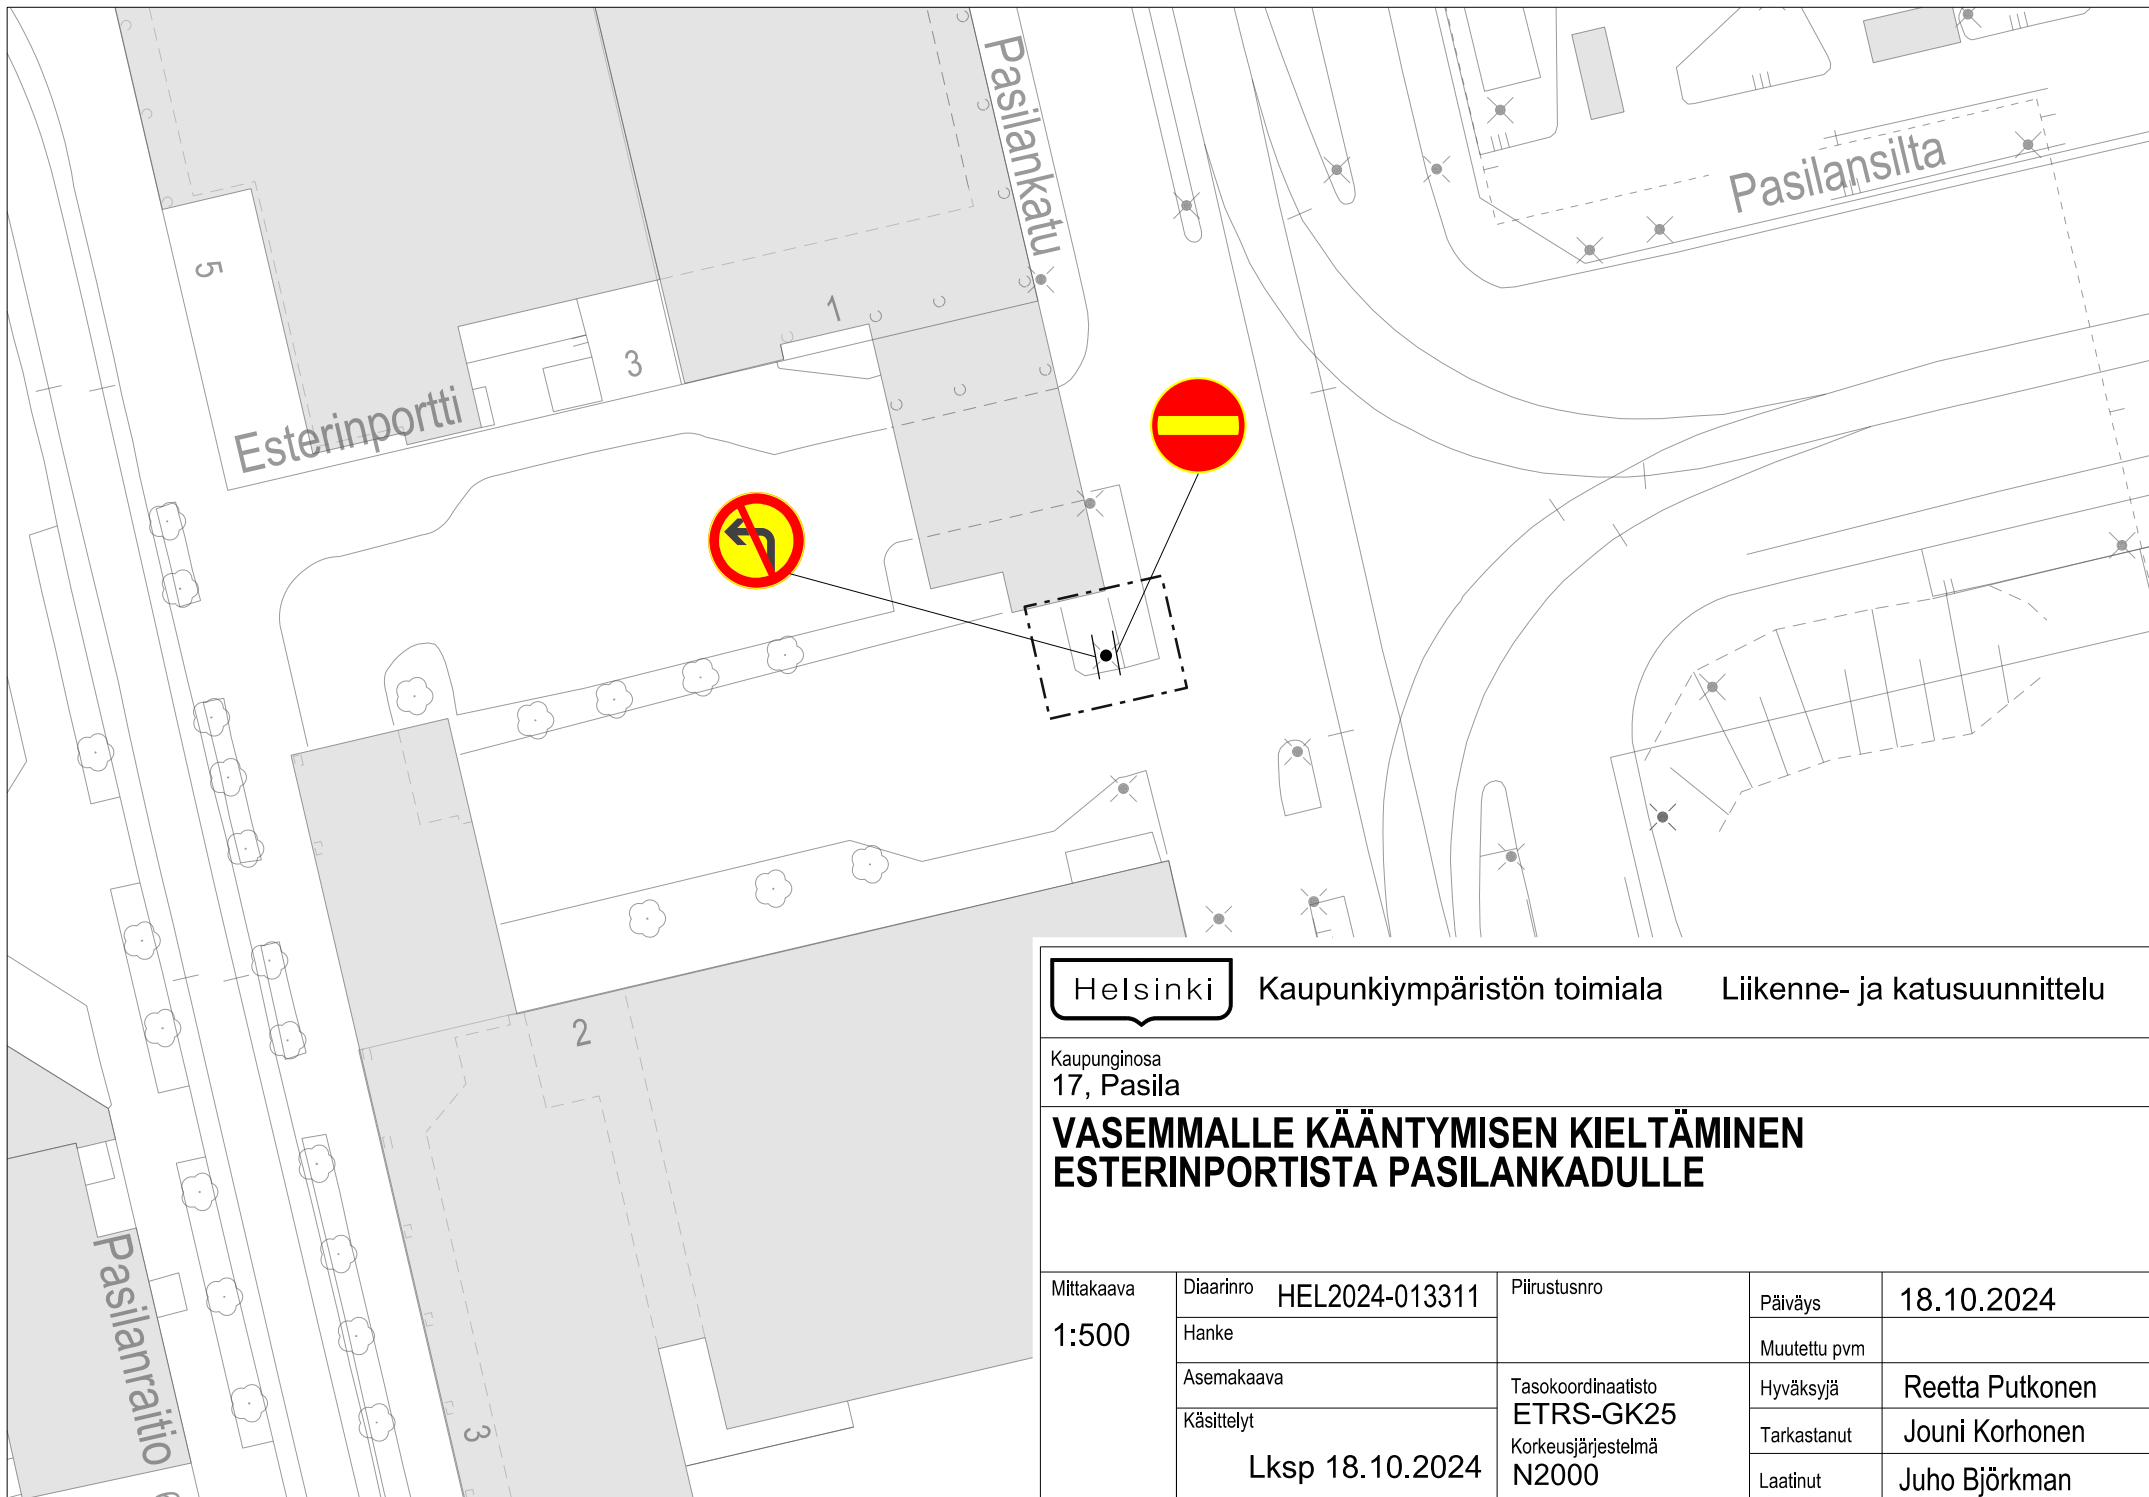 Pasilankatu
Pasilansilta
5
1
3
Esterinportti
2
Pasilanraitio
3
Helsinki
Kaupunkiympäristön toimiala Liikenne- ja katusuunnittelu
Kaupunginosa
17, Pasila
VASEMMALLE KÄÄNTYMISEN KIELTÄMINEN
ESTERINPORTISTA PASILANKADULLE
Mittakaava
1:500
Diaarinro HEL2024-013311
Hanke
Asemakaava
Käsittelyt
Lksp 18.10.2024
Piirustusnro
Tasokoordinaatisto
ETRS-GK25
Korkeusjärjestelmä
N2000
Päiväys 18.10.2024
Muutettu pvm
Hyväksyjä Reetta Putkonen
Tarkastanut Jouni Korhonen
Laatinut Juho Björkman